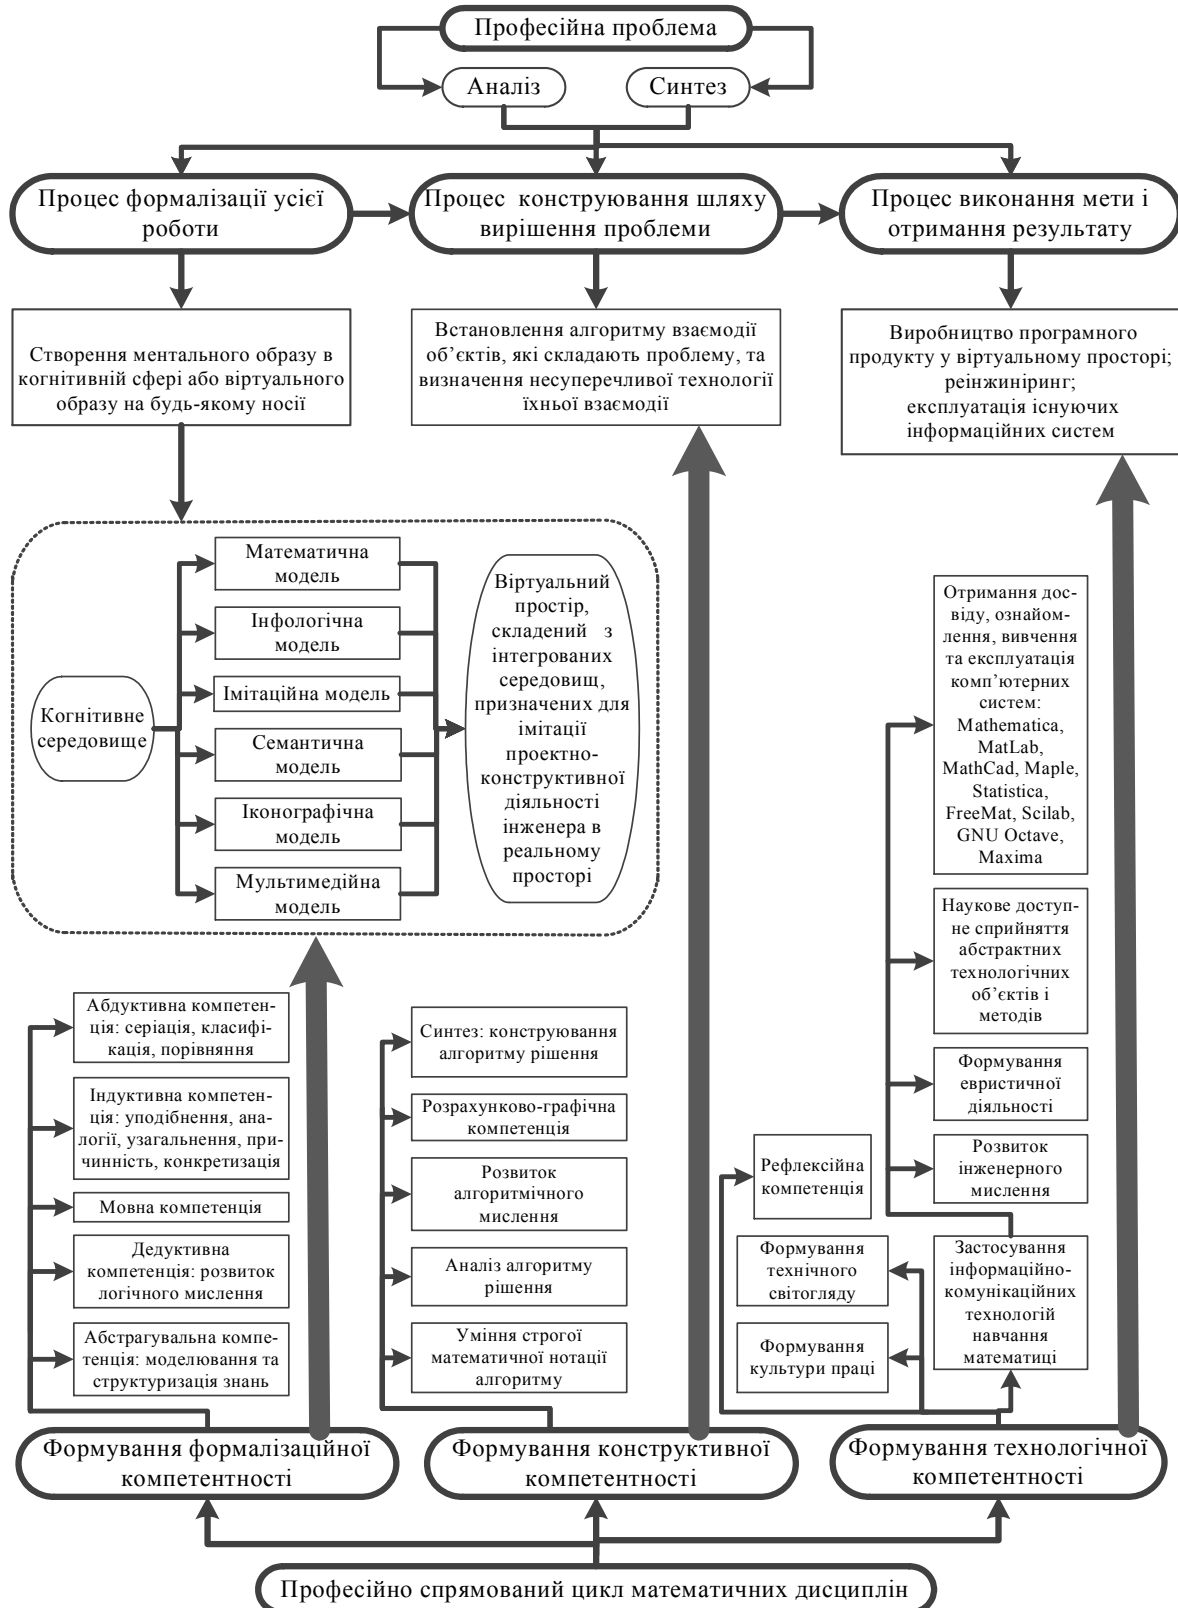 Професійна проблема
Аналіз
Синтез
Процес формалізації усієї
роботи
Процес конструювання шляху
вирішення проблеми
Процес виконання мети і
отримання результату
Створення ментального образу в
когнітивній сфері або віртуального
образу на будь-якому носії
Встановлення алгоритму взаємодії
об’єктів, які складають проблему, та
визначення несуперечливої технології
їхньої взаємодії
Виробництво програмного
продукту у віртуальному просторі;
реінжиніринг;
експлуатація існуючих
інформаційних систем
Когнітивне
середовище
Математична
модель
Інфологічна
модель
Імітаційна модель
Семантична
модель
Іконографічна
модель
Мультимедійна
модель
Віртуальний
простір,
складений з
інтегрованих
середовищ,
призначених для
імітації
проектно-
конструктивної
діяльності
інженера в
реальному
просторі
Отримання дос-
віду, ознайом-
лення, вивчення
та експлуатація
комп’ютерних
систем:
Mathematica,
MatLab,
MathCad, Maple,
Statistica,
FreeMat, Scilab,
GNU Octave,
Maxima
Наукове доступ-
не сприйняття
абстрактних
технологічних
об’єктів і
методів
Формування
евристичної
діяльності
Розвиток
інженерного
мислення
Застосування
інформаційно-
комунікаційних
технологій
навчання
математиці
Абдуктивна компетен-
ція: серіація, класифі-
кація, порівняння
Індуктивна компетен-
ція: уподібнення, ана-
логії, узагальнення, при-
чинність, конкретизація
Мовна компетенція
Дедуктивна
компетенція: розвиток
логічного мислення
Абстрагувальна компе-
тенція: моделювання та
структуризація знань
Синтез: конструювання
алгоритму рішення
Розрахунково-графічна
компетенція
Розвиток
алгоритмічного
мислення
Аналіз алгоритму
рішення
Уміння строгої
математичної нотації
алгоритму
Рефлексійна
компетенція
Формування
технічного
світогляду
Формування
культури праці
Формування формалізаційної
компетентності
Формування конструктивної
компетентності
Формування технологічної
компетентності
Професійно спрямований цикл математичних дисциплін